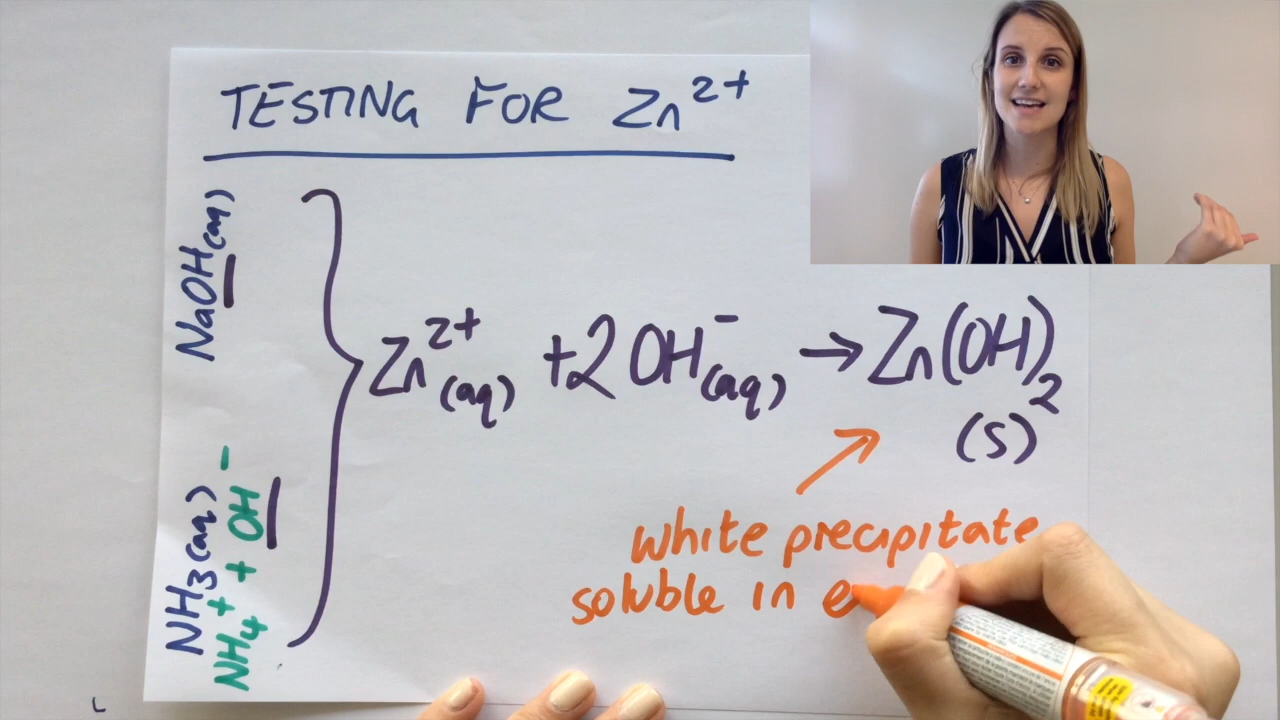 TESTING FOR Zn²⁺
NaOH(aq)
NH₃(aq)
NH₄⁺ + OH⁻
Zn²⁺(aq) + 2OH⁻(aq) → Zn(OH)₂
(s)
white precipitate
soluble in e